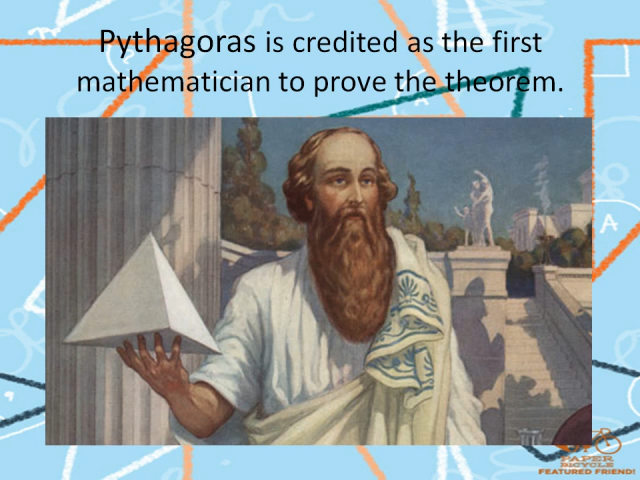 Pythagoras is credited as the first
mathematician to prove the theorem.
A
A
PAPER
BICYCLE
FEATURED FRIEND!